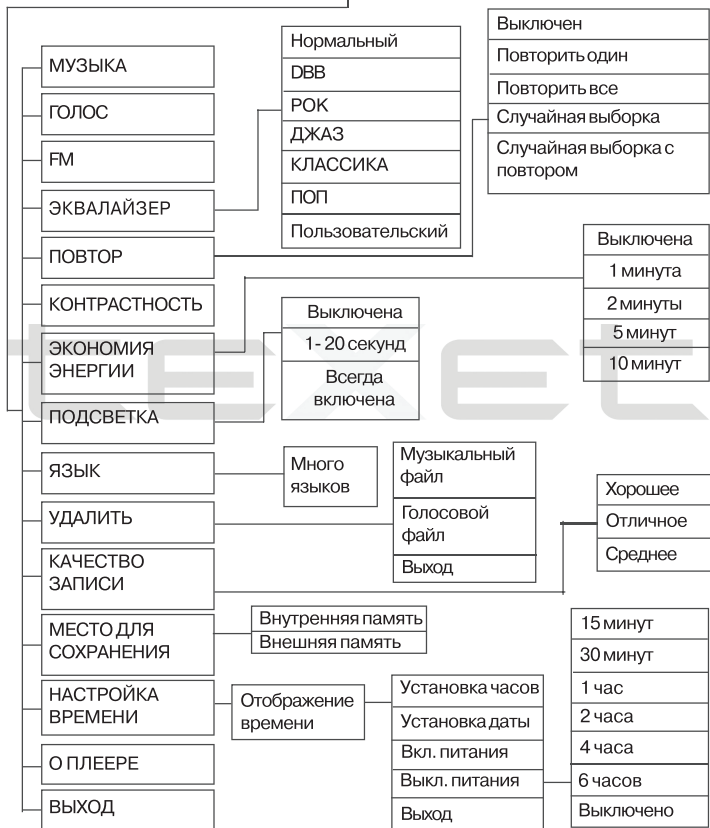 МУЗЫКА
ГОЛОС
FM
ЭКВАЛАЙЗЕР
ПОВТОР
КОНТРАСТНОСТЬ
ЭКОНОМИЯ
ЭНЕРГИИ
ПОДСВЕТКА
ЯЗЫК
УДАЛИТЬ
КАЧЕСТВО
ЗАПИСИ
МЕСТО ДЛЯ
СОХРАНЕНИЯ
НАСТРОЙКА
ВРЕМЕНИ
О ПЛЕЕРЕ
ВЫХОД
Нормальный
DBB
РОК
ДЖАЗ
КЛАССИКА
ПОП
Пользовательский
Выключен
Повторить один
Повторить все
Случайная выборка
Случайная выборка с
повтором
Выключена
1 минута
2 минуты
5 минут
10 минут
Выключена
1- 20 секунд
Всегда
включена
Много
языков
Музыкальный
файл
Голосовой
файл
Выход
Хорошее
Отличное
Среднее
Внутренняя память
Внешняя память
Отображение
времени
Установка часов
Установка даты
Вкл. питания
Выкл. питания
Выход
15 минут
30 минут
1 час
2 часа
4 часа
6 часов
Выключено
texet